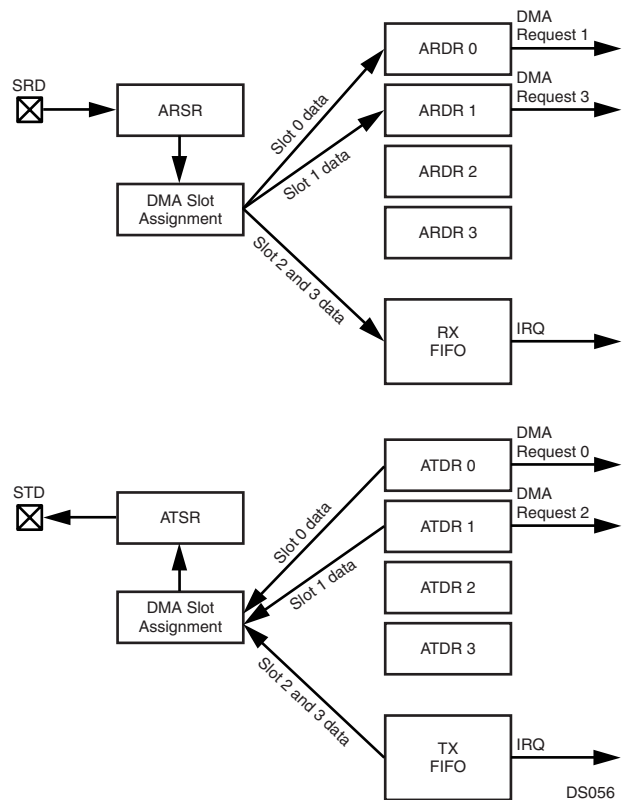 SRD
ARSR
DMA Slot
Assignment
Slot 0 data
Slot 1 data
Slot 2 and 3 data
ARDR 0
DMA
Request 1
ARDR 1
DMA
Request 3
ARDR 2
ARDR 3
RX
FIFO
IRQ
STD
ATSR
DMA Slot
Assignment
Slot 0 data
Slot 1 data
Slot 2 and 3 data
ATDR 0
DMA
Request 0
ATDR 1
DMA
Request 2
ATDR 2
ATDR 3
TX
FIFO
IRQ
DS056